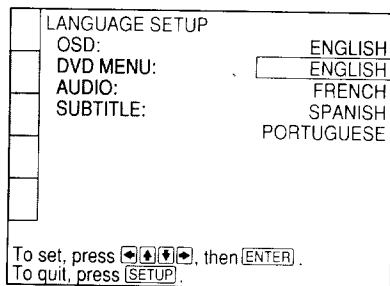 LANGUAGE SETUP
OSD: ENGLISH
DVD MENU: ENGLISH
AUDIO: FRENCH
SUBTITLE: SPANISH
PORTUGUESE
To set, press ←↑↓→, then ENTER.
To quit, press SETUP.